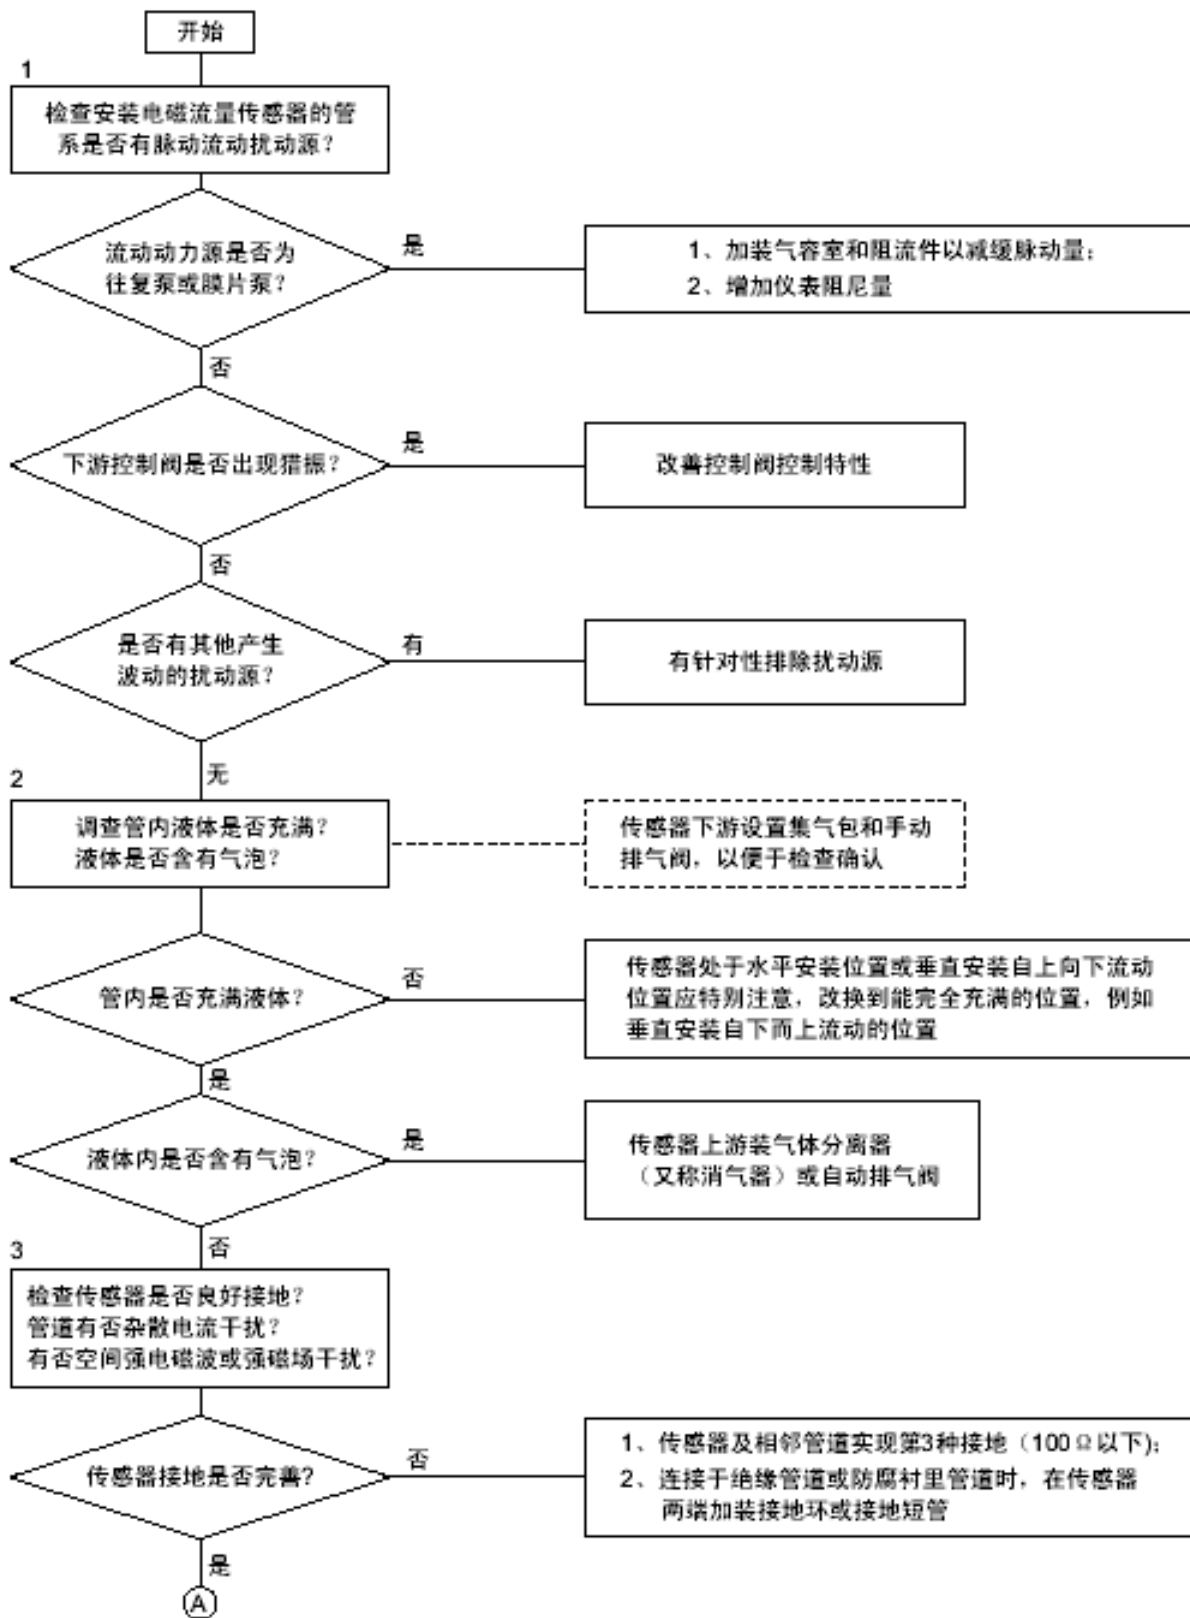 开始
1
检查安装电磁流量传感器的管
系是否有脉动流动扰动源？
流动动力源是否为
往复泵或膜片泵？
是
1、加装气容室和阻流件以减缓脉动量；
2、增加仪表阻尼量
否
下游控制阀是否出现猎振？
是
改善控制阀控制特性
否
是否有其他产生
波动的扰动源？
有
有针对性排除扰动源
无
2
调查管内液体是否充满？
液体是否含有气泡？
传感器下游设置集气包和手动
排气阀，以便于检查确认
管内是否充满液体？
否
传感器处于水平安装位置或垂直安装自上向下流动
位置应特别注意，改换到能完全充满的位置，例如
垂直安装自下而上流动的位置
是
液体内是否含有气泡？
是
传感器上游装气体分离器
（又称消气器）或自动排气阀
否
3
检查传感器是否良好接地？
管道有否杂散电流干扰？
有否空间强电磁波或强磁场干扰？
传感器接地是否完善？
否
1、传感器及相邻管道实现第3种接地（100Ω以下)；
2、连接于绝缘管道或防腐衬里管道时，在传感器
两端加装接地环或接地短管
是
A